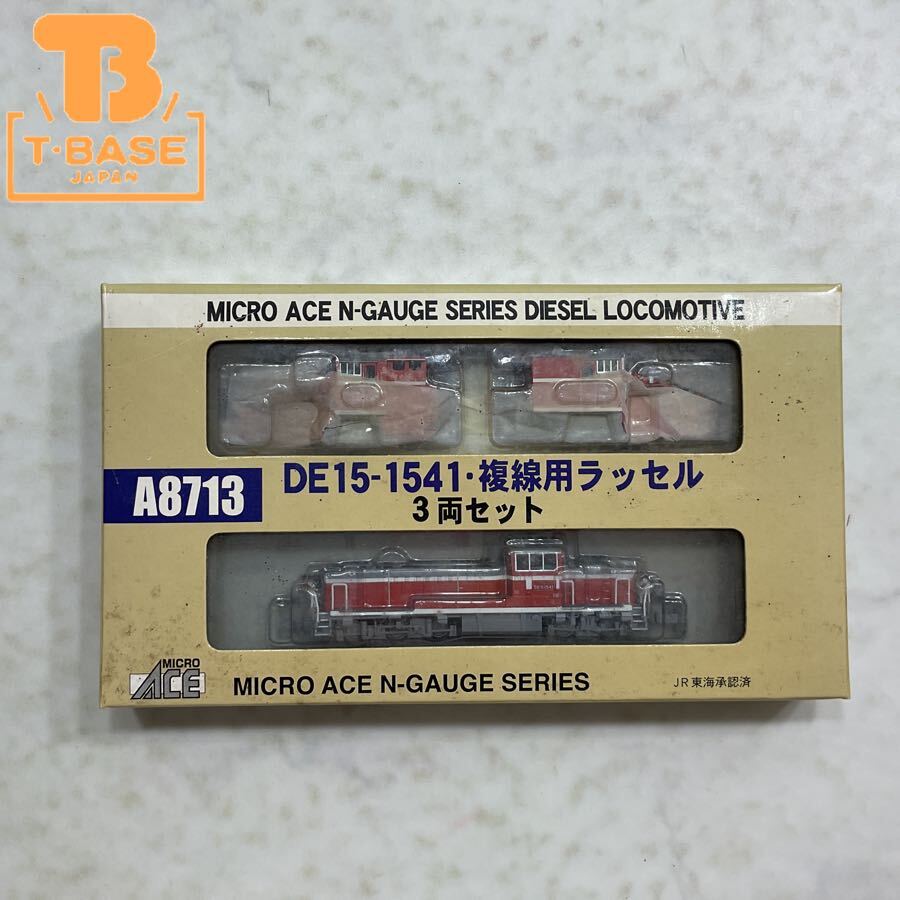 B
T・BASE
JAPAN
MICRO ACE N-GAUGE SERIES DIESEL LOCOMOTIVE
A8713
DE15-1541・複線用ラッセル
3両セット
MICRO
ACE
MICRO ACE N-GAUGE SERIES
JR東海承認済